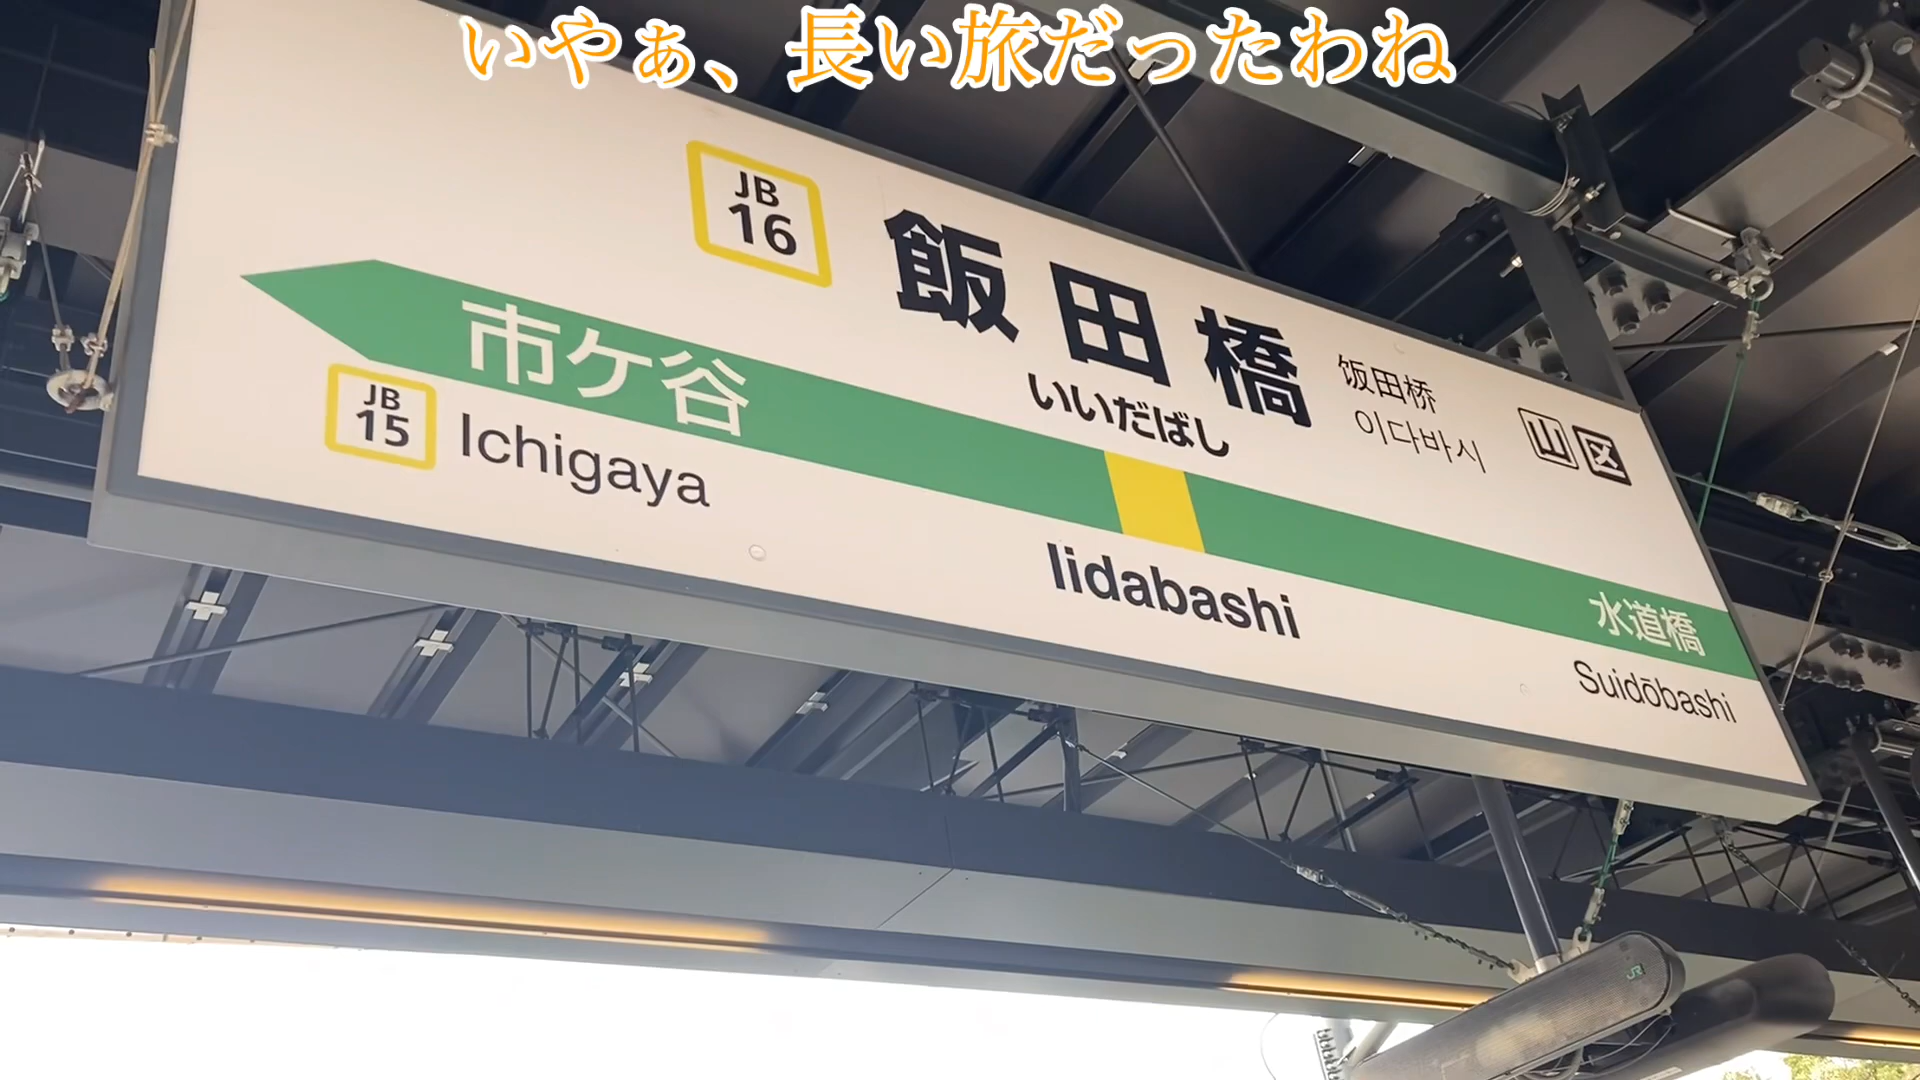 いやぁ、長い旅だったわね
JB
16
飯田橋
饭田桥
いいだばし
이다바시
山 区
市ケ谷
JB
15
Ichigaya
Iidabashi
水道橋
Suidōbashi
JR